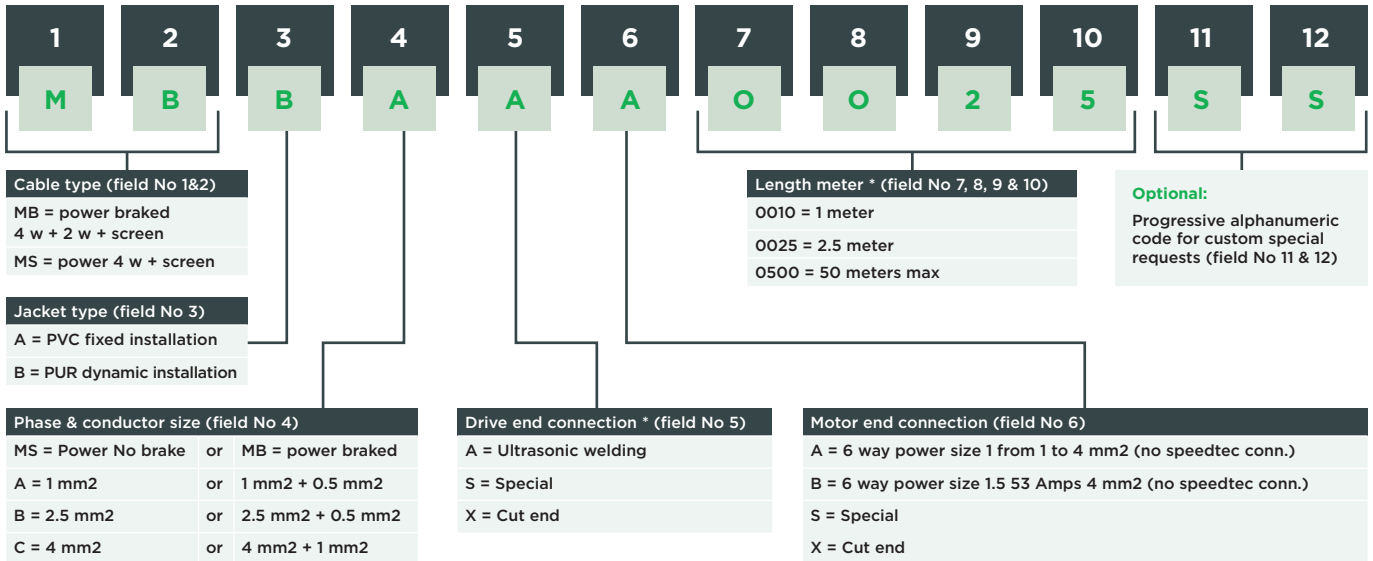 1 2 3 4 5 6 7 8 9 10 11 12
M B B A A A O O 2 5 S S
Cable type (field No 1&2)
MB = power braked
4 w + 2 w + screen
MS = power 4 w + screen
Length meter * (field No 7, 8, 9 & 10)
0010 = 1 meter
0025 = 2.5 meter
0500 = 50 meters max
Optional:
Progressive alphanumeric
code for custom special
requests (field No 11 & 12)
Jacket type (field No 3)
A = PVC fixed installation
B = PUR dynamic installation
Phase & conductor size (field No 4)
MS = Power No brake or MB = power braked
A = 1 mm2 or 1 mm2 + 0.5 mm2
B = 2.5 mm2 or 2.5 mm2 + 0.5 mm2
C = 4 mm2 or 4 mm2 + 1 mm2
Drive end connection * (field No 5)
A = Ultrasonic welding
S = Special
X = Cut end
Motor end connection (field No 6)
A = 6 way power size 1 from 1 to 4 mm2 (no speedtec conn.)
B = 6 way power size 1.5 53 Amps 4 mm2 (no speedtec conn.)
S = Special
X = Cut end